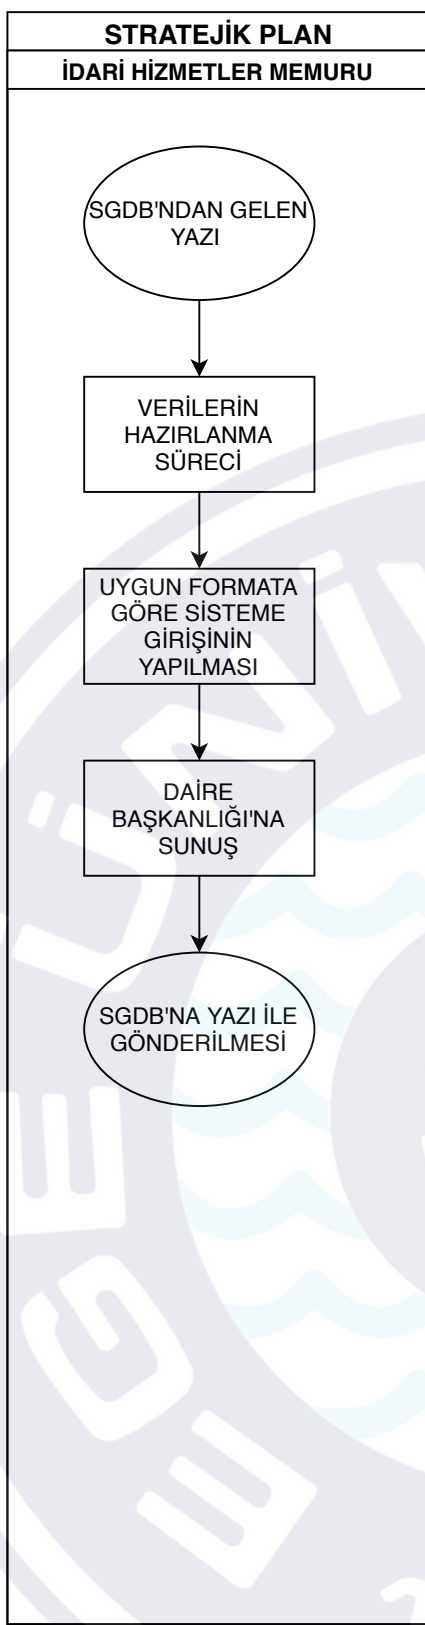 STRATEJİK PLAN
İDARİ HİZMETLER MEMURU
SGDB'NDAN GELEN
YAZI
VERİLERİN
HAZIRLANMA
SÜRECİ
UYGUN FORMATA
GÖRE SİSTEME
GİRİŞİNİN
YAPILMASI
DAİRE
BAŞKANLIĞI'NA
SUNUŞ
SGDB'NA YAZI İLE
GÖNDERİLMESİ